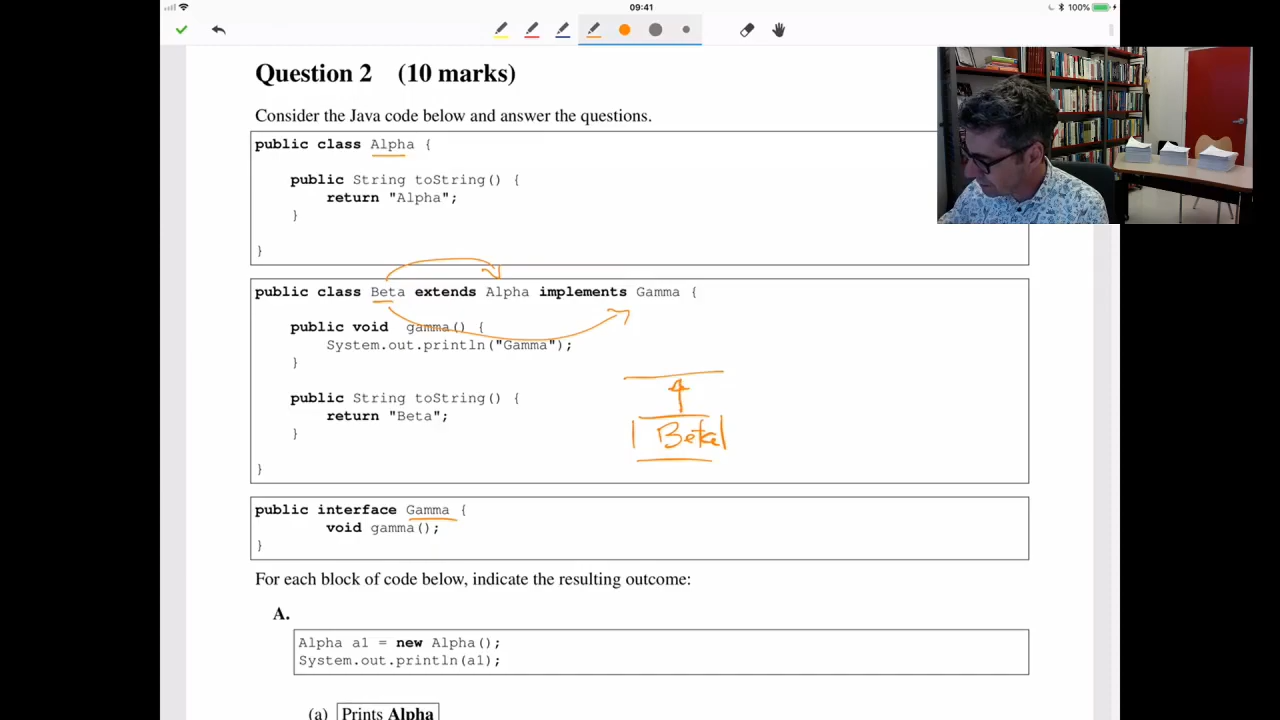 09:41
100%
Question 2 (10 marks)
Consider the Java code below and answer the questions.
public class Alpha {
public String toString() {
return "Alpha";
}
}
public class Beta extends Alpha implements Gamma {
public void gamma() {
System.out.println("Gamma");
}
public String toString() {
return "Beta";
}
}
Beta
public interface Gamma {
void gamma();
}
For each block of code below, indicate the resulting outcome:
A.
Alpha a1 = new Alpha();
System.out.println(a1);
(a) Prints Alpha